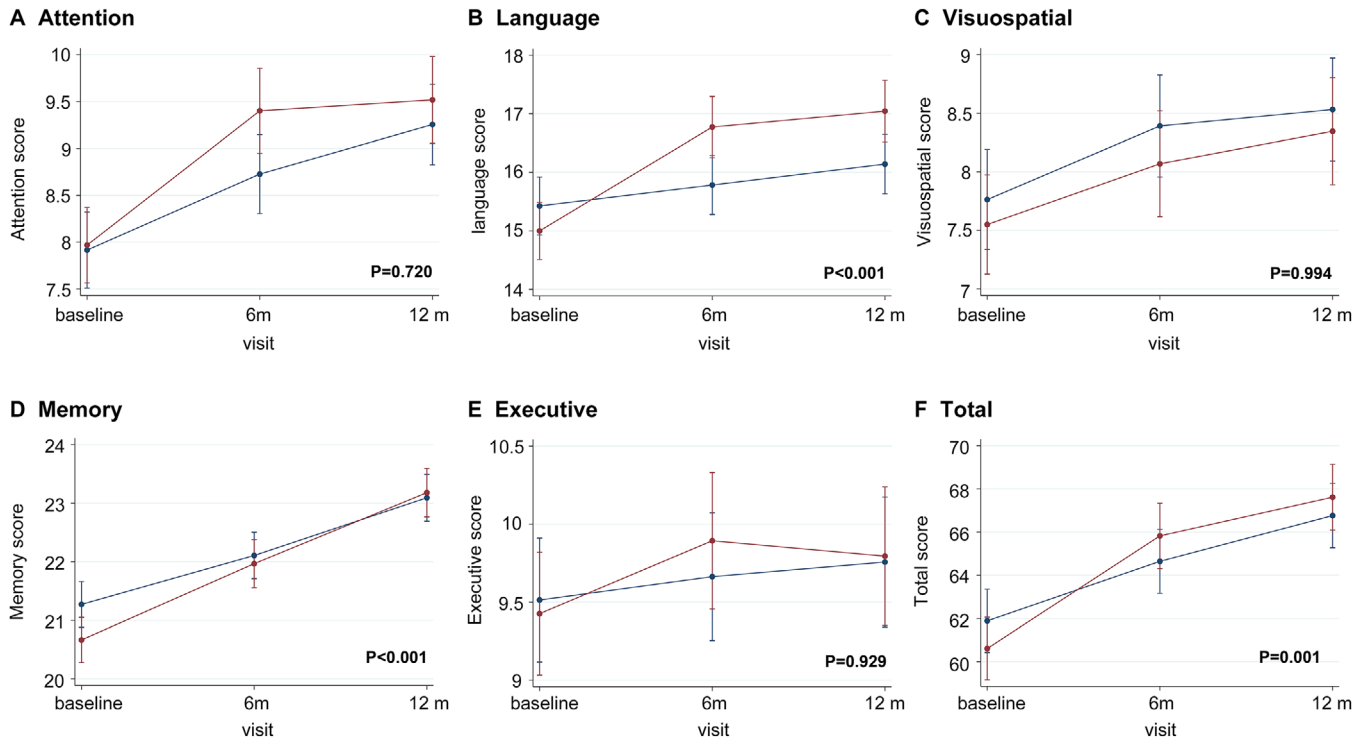 A Attention
Attention score
10
9.5
9
8.5
8
7.5
P=0.720
baseline
6m
12 m
visit
B Language
language score
18
17
16
15
14
P<0.001
baseline
6m
12 m
visit
C Visuospatial
Visuospatial score
9
8.5
8
7.5
7
P=0.994
baseline
6m
12 m
visit
D Memory
Memory score
24
23
22
21
20
P<0.001
baseline
6m
12 m
visit
E Executive
Executive score
10.5
10
9.5
9
P=0.929
baseline
6m
12 m
visit
F Total
Total score
70
68
66
64
62
60
P=0.001
baseline
6m
12 m
visit